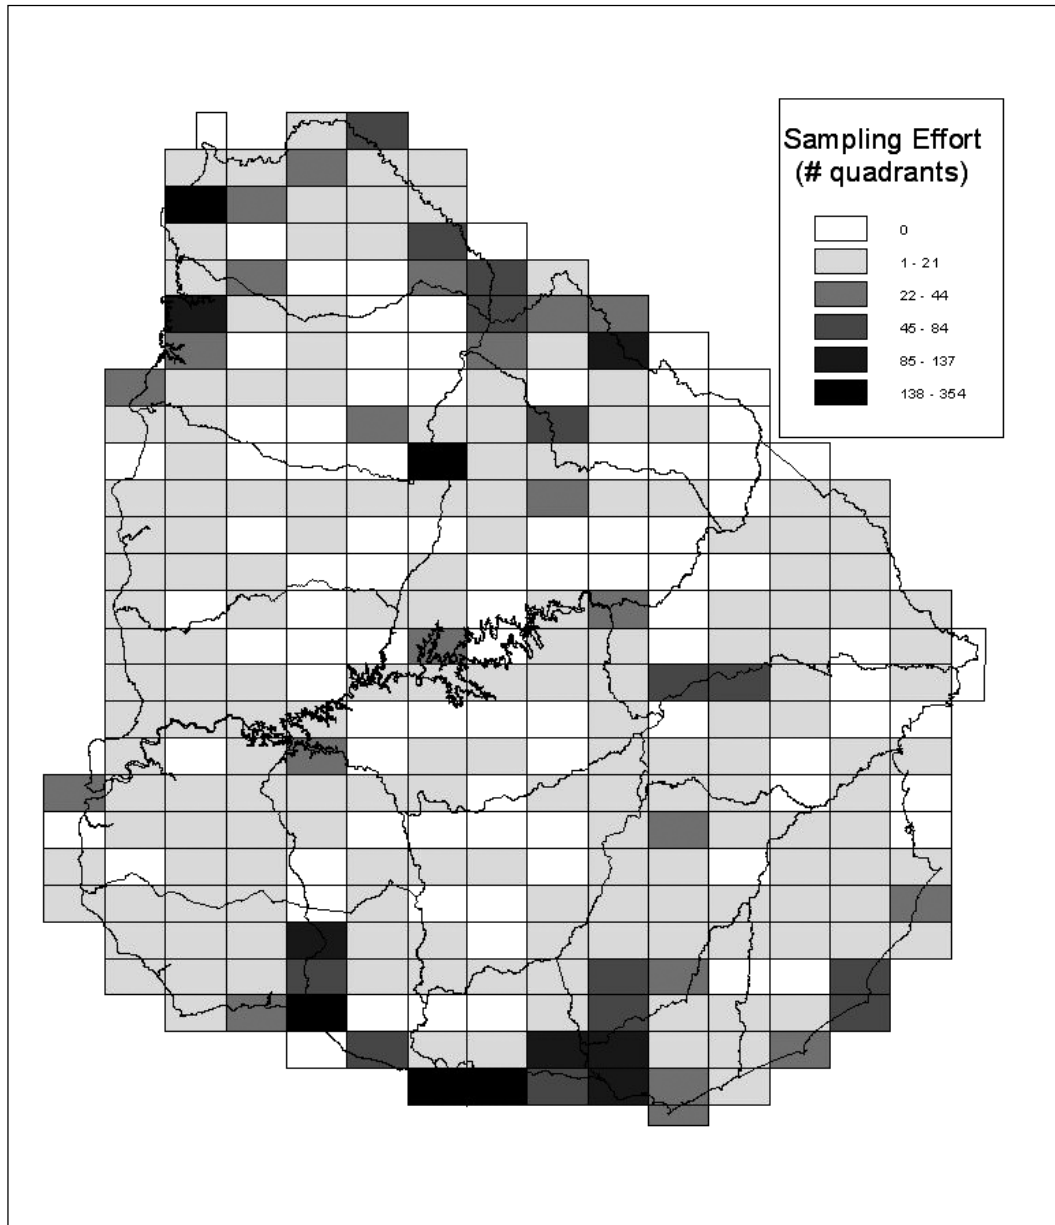 Sampling Effort
(# quadrants)
0
1 - 21
22 - 44
45 - 84
85 - 137
138 - 354